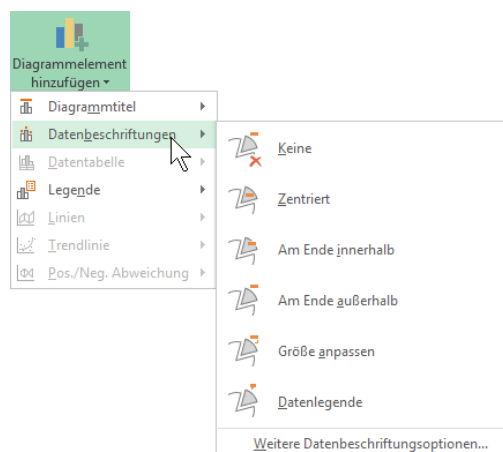 Diagrammelement
hinzufügen
Diagrammtitel
Datenbeschriftungen
Datentabelle
Legende
Linien
Trendlinie
Pos./Neg. Abweichung
Keine
Zentriert
Am Ende innerhalb
Am Ende außerhalb
Größe anpassen
Datenlegende
Weitere Datenbeschriftungsoptionen...